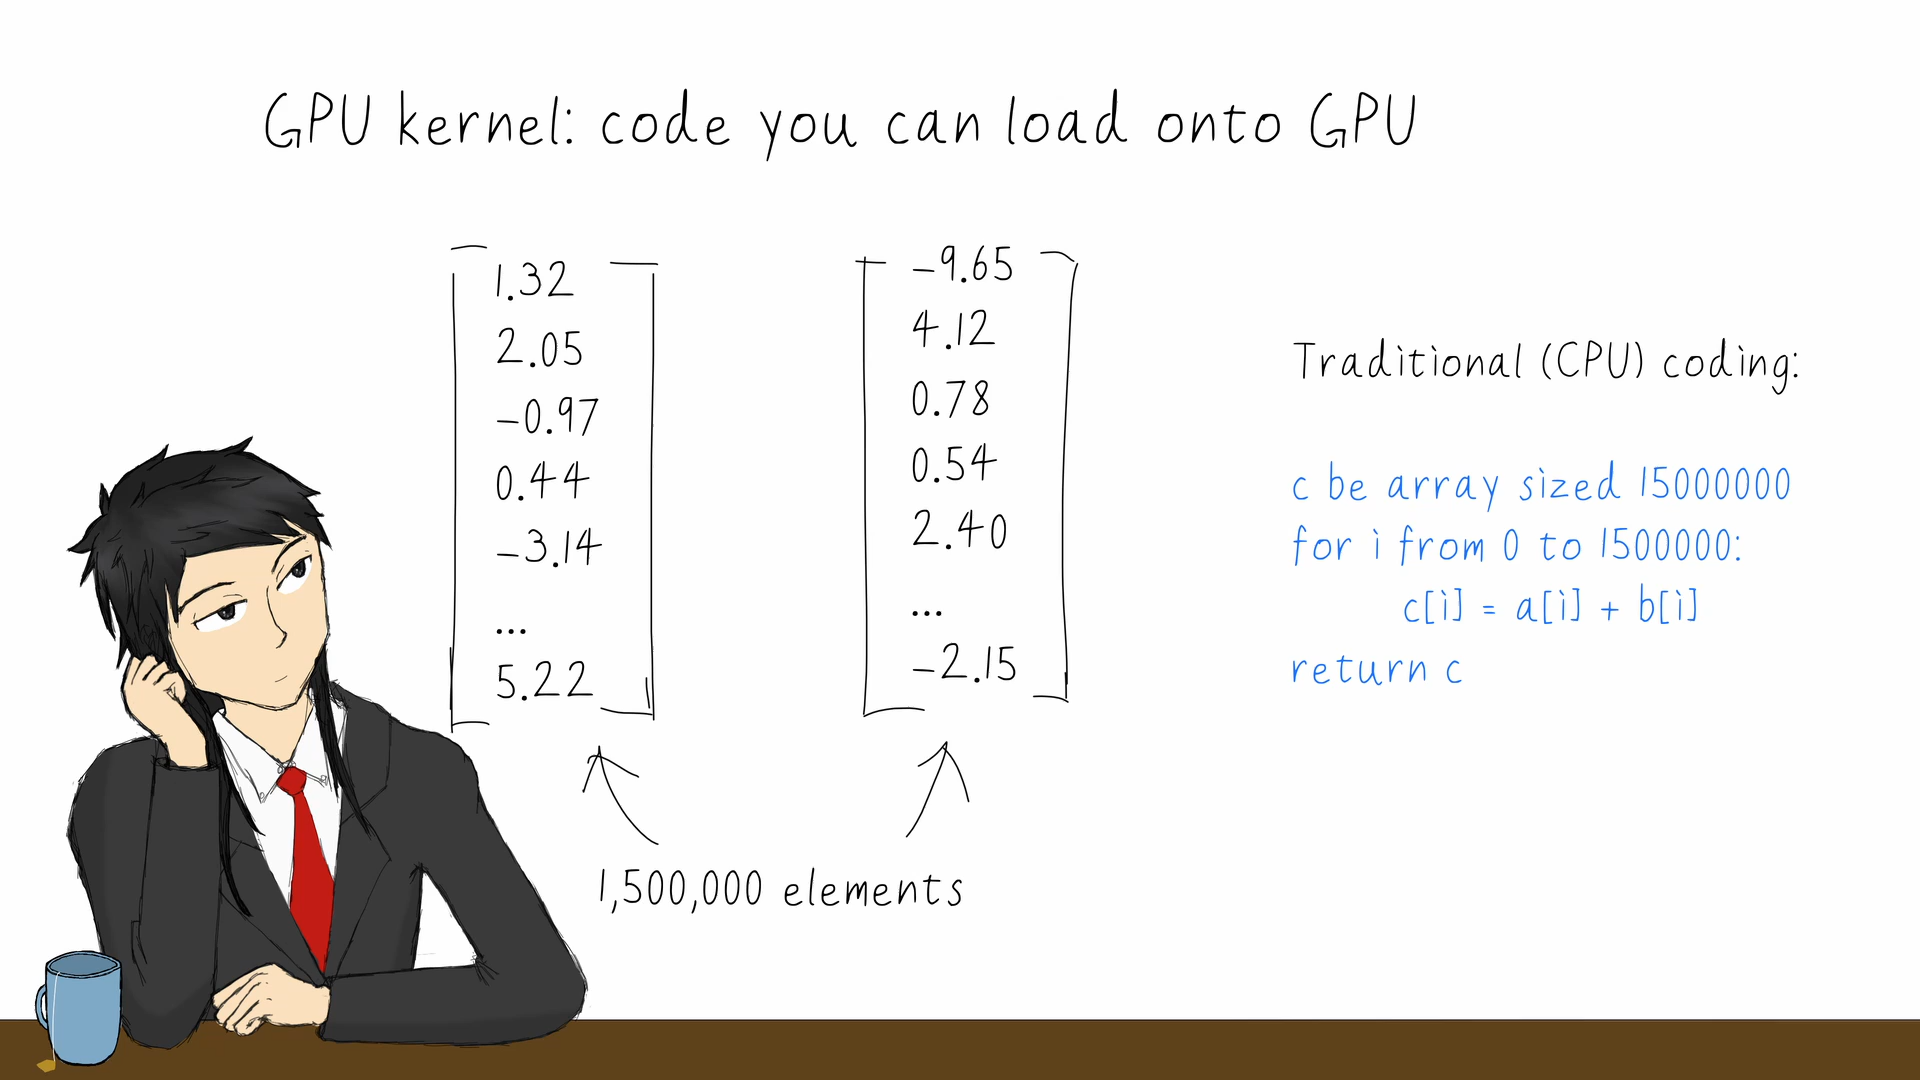 GPU kernel: code you can load onto GPU
1.32
2.05
-0.97
0.44
-3.14
...
5.22
-9.65
4.12
0.78
0.54
2.40
...
-2.15
1,500,000 elements
Traditional (CPU) coding:
c be array sized 15000000
for i from 0 to 1500000:
c[i] = a[i] + b[i]
return c